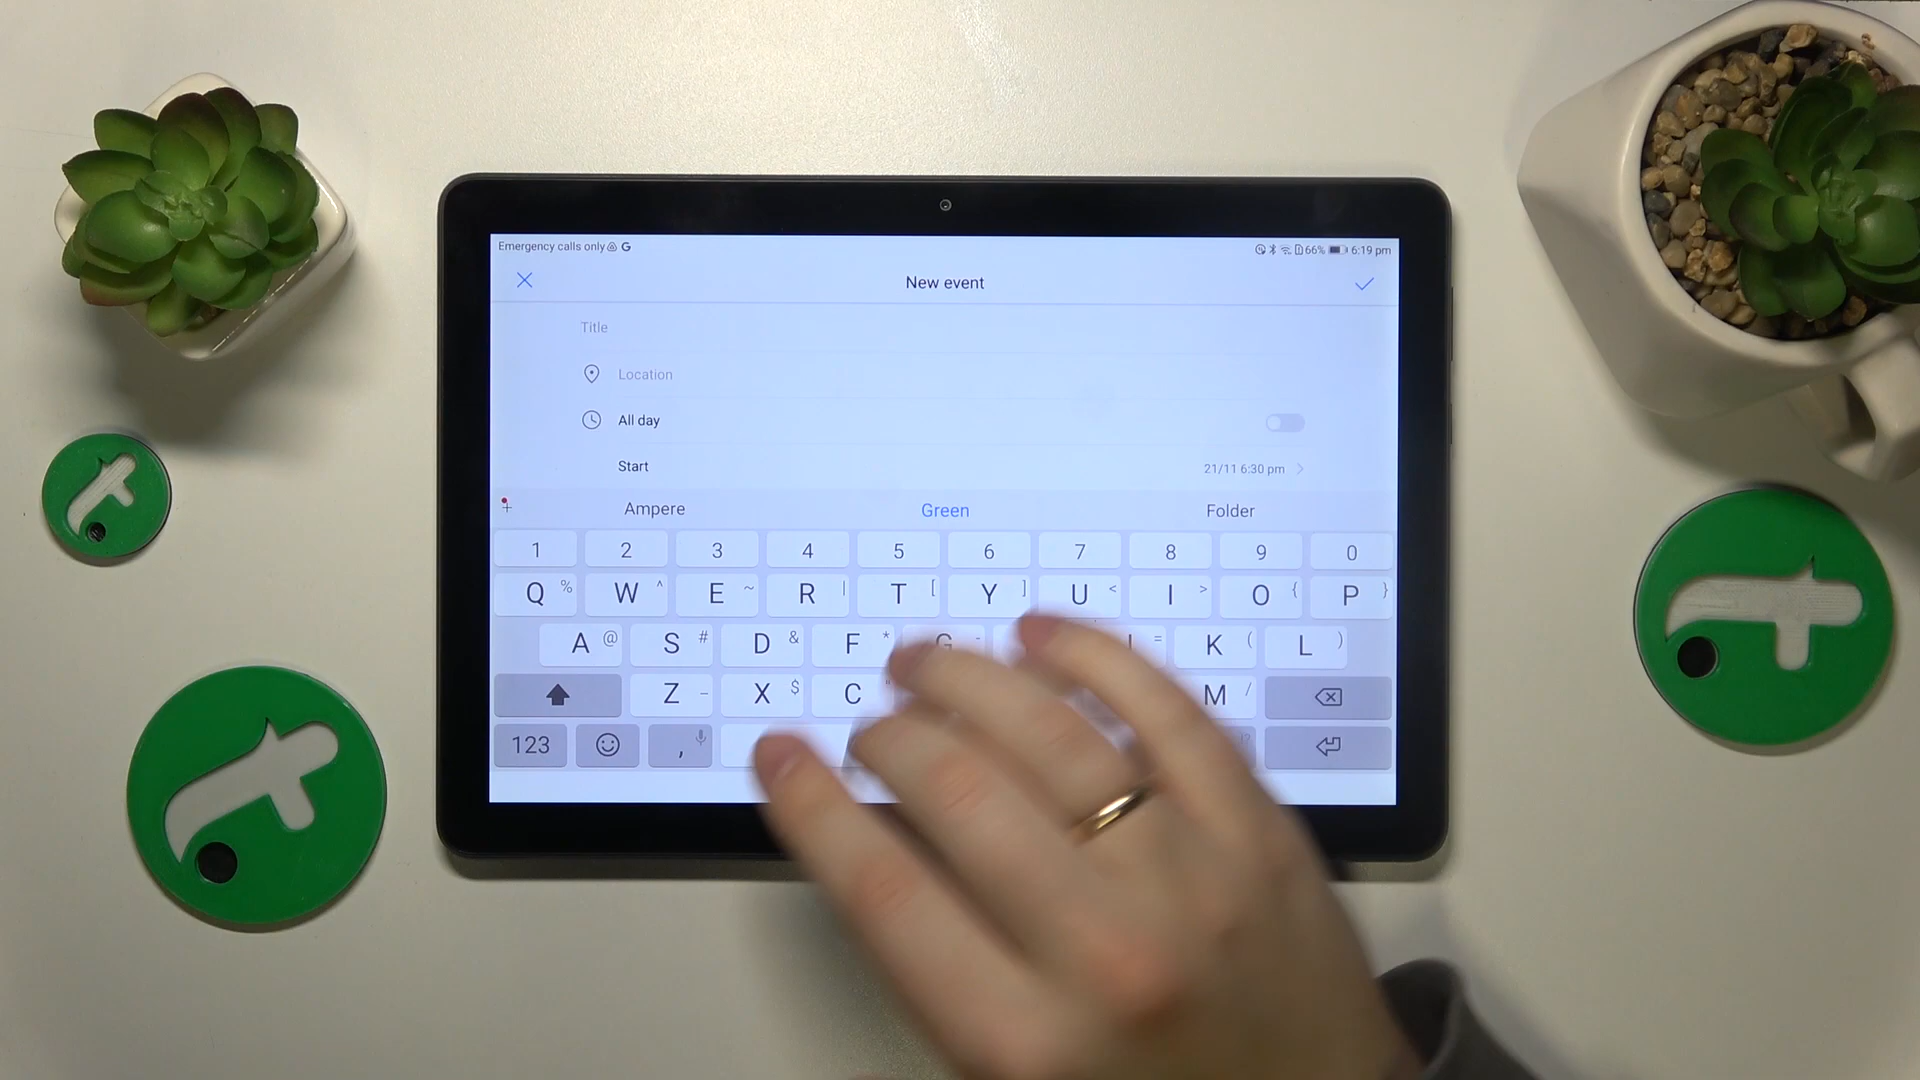 Emergency calls only G
66% 6:19 pm
New event
Title
Location
All day
Start 21/11 6:30 pm
+ Ampere Green Folder
1 2 3 4 5 6 7 8 9 0
Q % W ^ E ~ R | T [ Y ] U < I > O { P }
A @ S # D & F * G - = K ( L )
Z _ X $ C " M /
123 , !?